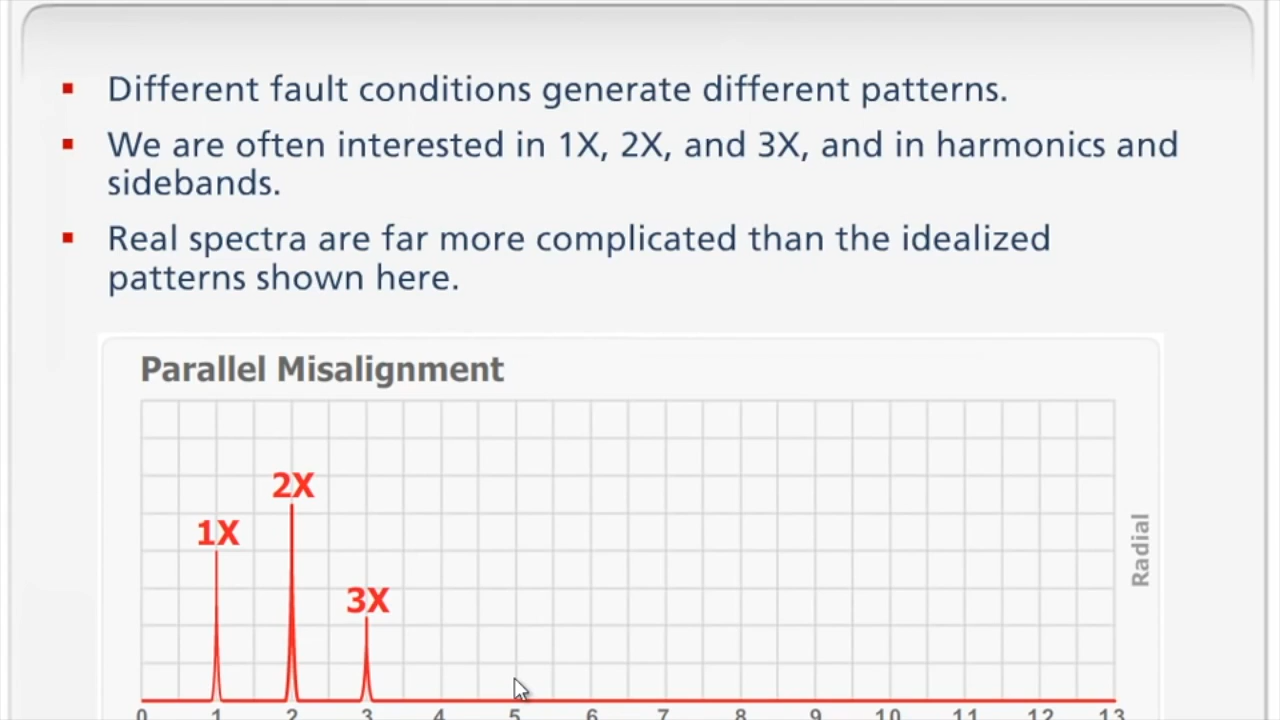 Different fault conditions generate different patterns.
We are often interested in 1X, 2X, and 3X, and in harmonics and
sidebands.
Real spectra are far more complicated than the idealized
patterns shown here.
Parallel Misalignment
2X
1X
3X
Radial
0 1 2 3 4 5 6 7 8 9 10 11 12 13